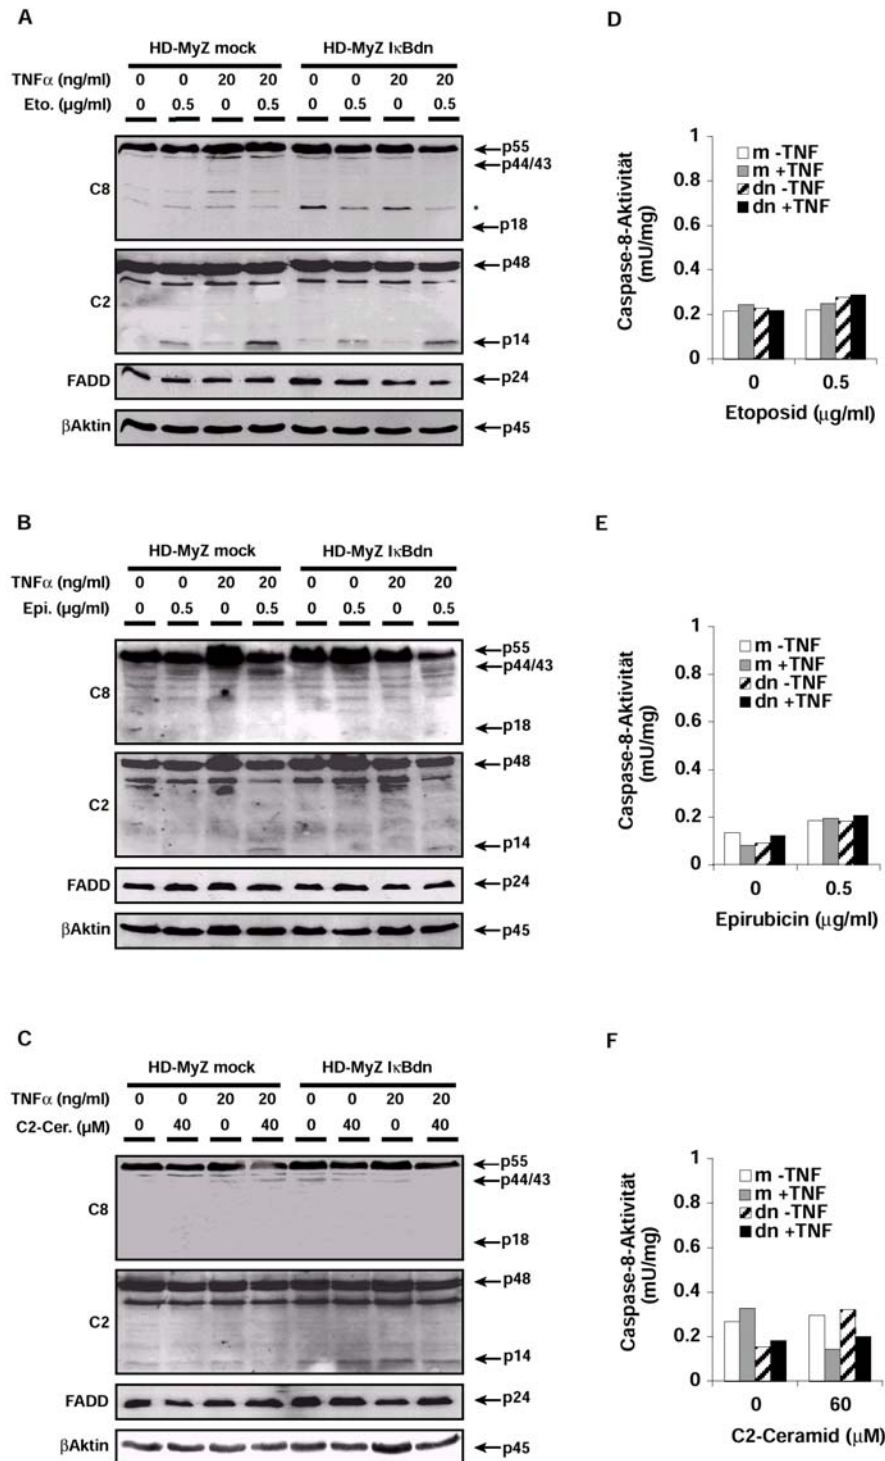 A
HD-MyZ mock HD-MyZ IκBdn
TNFα (ng/ml) 0 0 20 20 0 0 20 20
Eto. (µg/ml) 0 0.5 0 0.5 0 0.5 0 0.5
C8
p55
p44/43
*
p18
C2
p48
p14
FADD p24
βAktin p45
D
Caspase-8-Aktivität
(mU/mg)
1
0.8
0.6
0.4
0.2
0
m -TNF
m +TNF
dn -TNF
dn +TNF
0 0.5
Etoposid (µg/ml)
B
HD-MyZ mock HD-MyZ IκBdn
TNFα (ng/ml) 0 0 20 20 0 0 20 20
Epi. (µg/ml) 0 0.5 0 0.5 0 0.5 0 0.5
C8
p55
p44/43
p18
C2
p48
p14
FADD p24
βAktin p45
E
Caspase-8-Aktivität
(mU/mg)
1
0.8
0.6
0.4
0.2
0
m -TNF
m +TNF
dn -TNF
dn +TNF
0 0.5
Epirubicin (µg/ml)
C
HD-MyZ mock HD-MyZ IκBdn
TNFα (ng/ml) 0 0 20 20 0 0 20 20
C2-Cer. (µM) 0 40 0 40 0 40 0 40
C8
p55
p44/43
p18
C2
p48
p14
FADD p24
βAktin p45
F
Caspase-8-Aktivität
(mU/mg)
1
0.8
0.6
0.4
0.2
0
m -TNF
m +TNF
dn -TNF
dn +TNF
0 60
C2-Ceramid (µM)